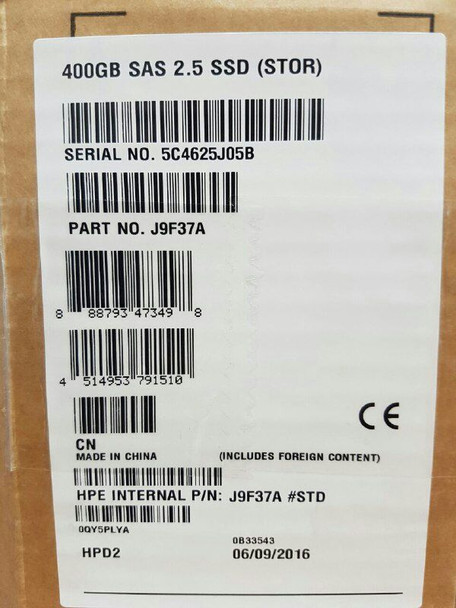 400GB SAS 2.5 SSD (STOR)
SERIAL NO. 5C4625J05B
PART NO. J9F37A
8 88793 47349 8
4 514953 791510
CN
MADE IN CHINA (INCLUDES FOREIGN CONTENT)
CE
HPE INTERNAL P/N: J9F37A #STD
0QY5PLYA
0B33543
HPD2 06/09/2016